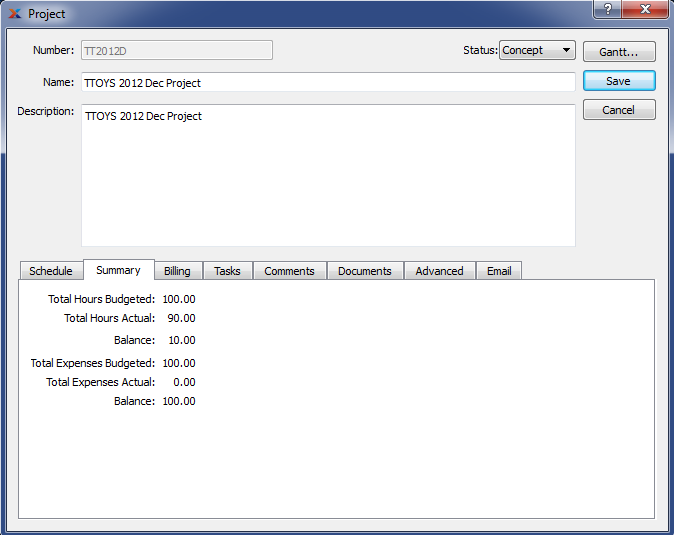 Project
Number: TT2012D Status: Concept Gantt...
Name: TTOYS 2012 Dec Project Save
Description: TTOYS 2012 Dec Project Cancel
Schedule Summary Billing Tasks Comments Documents Advanced Email
Total Hours Budgeted: 100.00
Total Hours Actual: 90.00
Balance: 10.00
Total Expenses Budgeted: 100.00
Total Expenses Actual: 0.00
Balance: 100.00